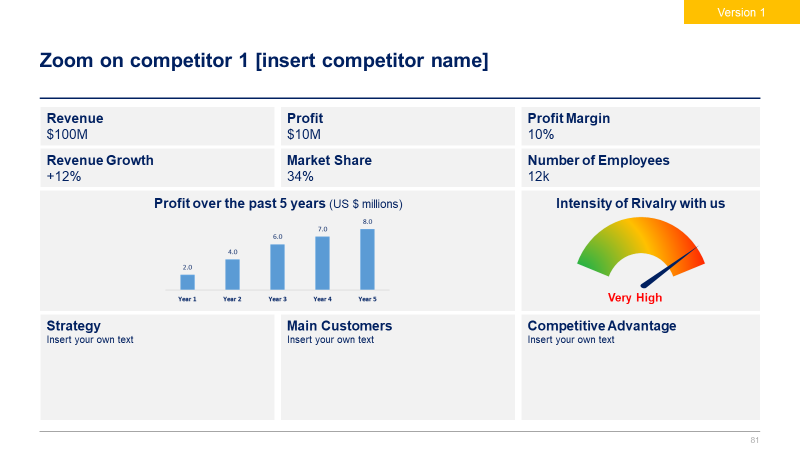 Version 1
Zoom on competitor 1 [insert competitor name]
Revenue
$100M
Profit
$10M
Profit Margin
10%
Revenue Growth
+12%
Market Share
34%
Number of Employees
12k
Profit over the past 5 years (US $ millions)
2.0
4.0
6.0
7.0
8.0
Year 1
Year 2
Year 3
Year 4
Year 5
Intensity of Rivalry with us
Very High
Strategy
Insert your own text
Main Customers
Insert your own text
Competitive Advantage
Insert your own text
81